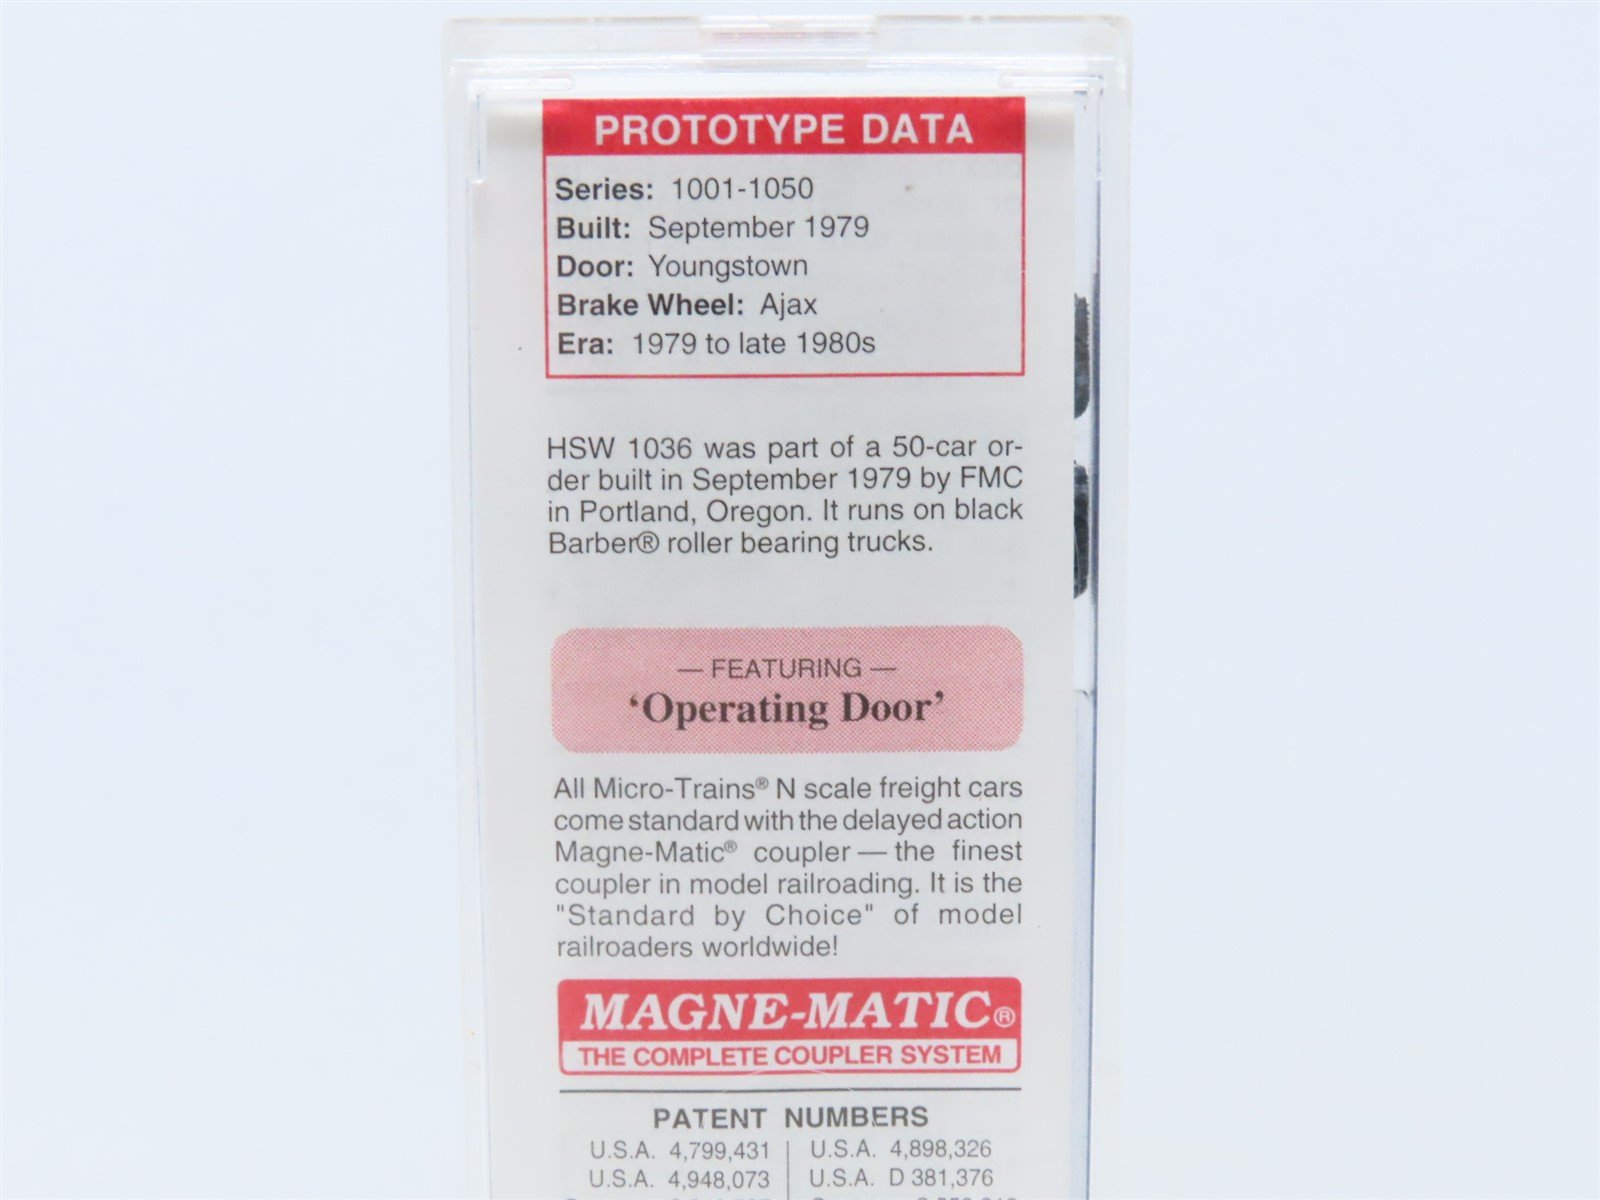 PROTOTYPE DATA
Series: 1001-1050
Built: September 1979
Door: Youngstown
Brake Wheel: Ajax
Era: 1979 to late 1980s
HSW 1036 was part of a 50-car or-
der built in September 1979 by FMC
in Portland, Oregon. It runs on black
Barber® roller bearing trucks.
— FEATURING —
‘Operating Door’
All Micro-Trains® N scale freight cars
come standard with the delayed action
Magne-Matic® coupler — the finest
coupler in model railroading. It is the
"Standard by Choice" of model
railroaders worldwide!
MAGNE-MATIC®
THE COMPLETE COUPLER SYSTEM
PATENT NUMBERS
U.S.A. 4,799,431 U.S.A. 4,898,326
U.S.A. 4,948,073 U.S.A. D 381,376